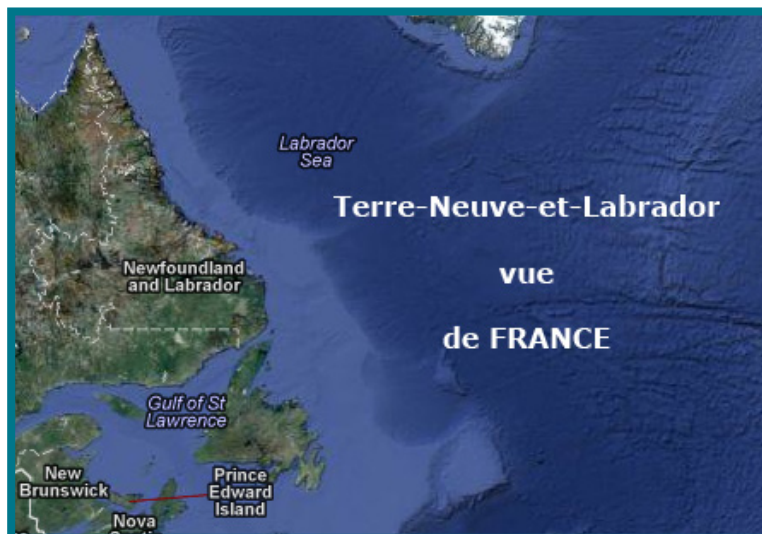 Labrador
Sea
Terre-Neuve-et-Labrador
vue
de FRANCE
Newfoundland
and Labrador
Gulf of St
Lawrence
New
Brunswick
Prince
Edward
Island
Nova